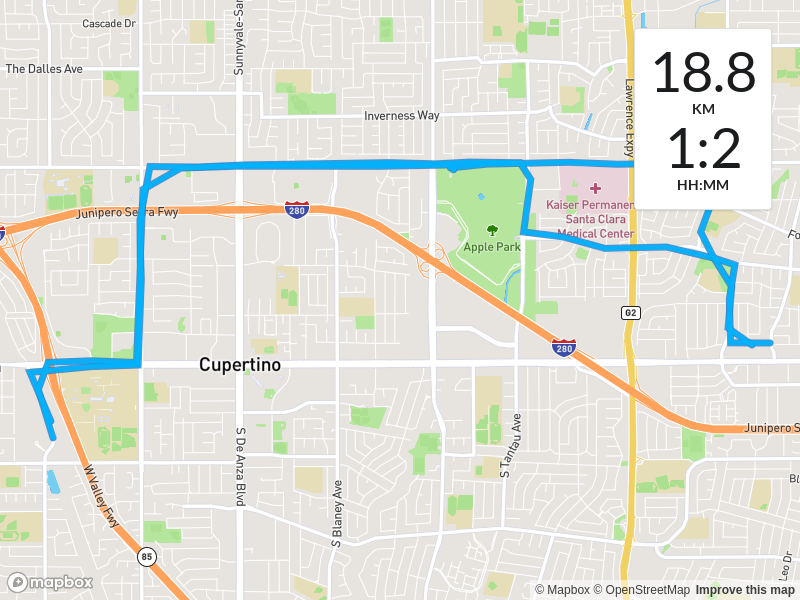 Cascade Dr
Sunnyvale-Sar
The Dalles Ave
Inverness Way
Lawrence Expy
18.8
KM
1:2
HH:MM
Junipero Serra Fwy
280
Kaiser Permanen
Santa Clara
Medical Center
Apple Park
Fo
G2
Cupertino
280
S De Anza Blvd
S Blaney Ave
S Tantau Ave
Junipero S
W Valley Fwy
85
Bl
Leo Dr
mapbox
© Mapbox © OpenStreetMap Improve this map